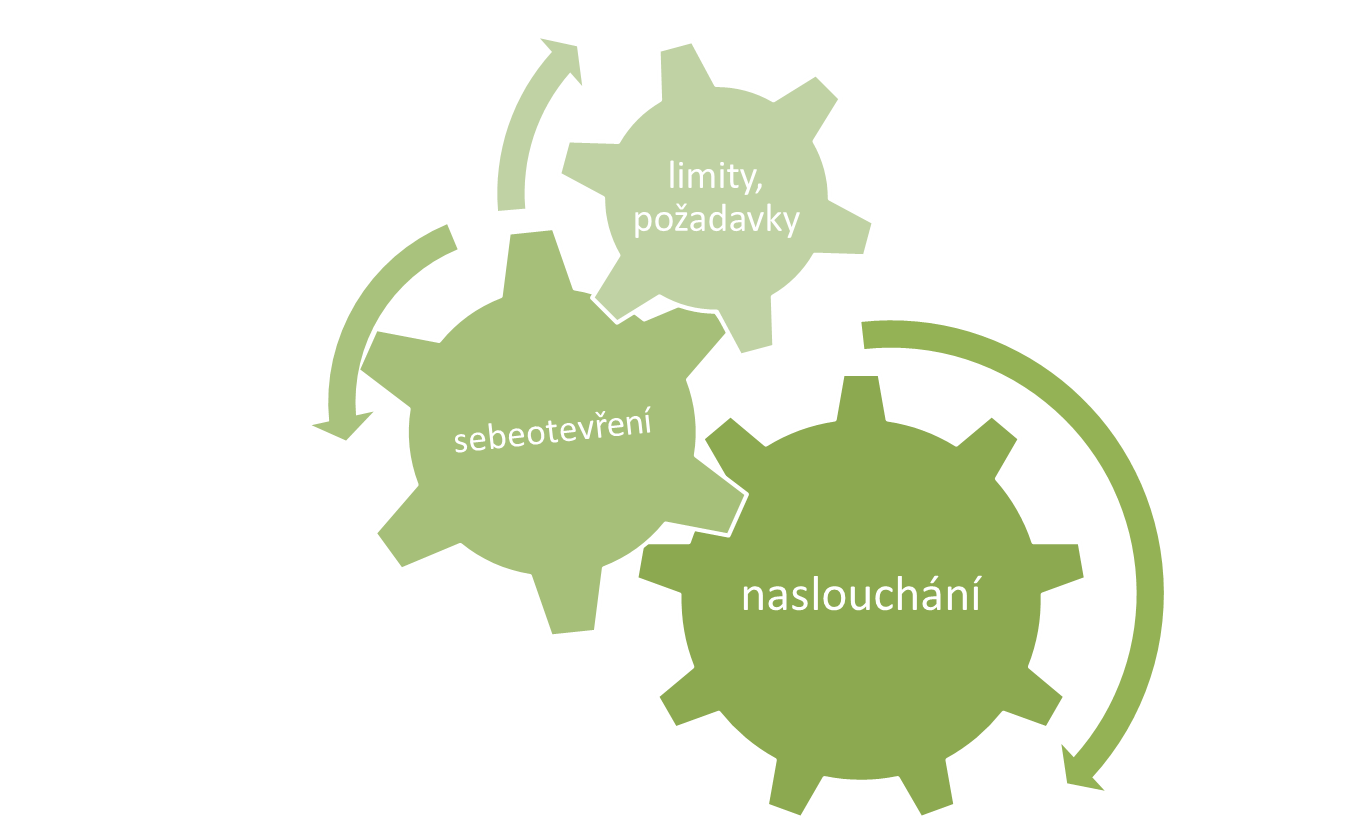 limity,
požadavky
sebeotevření
naslouchání